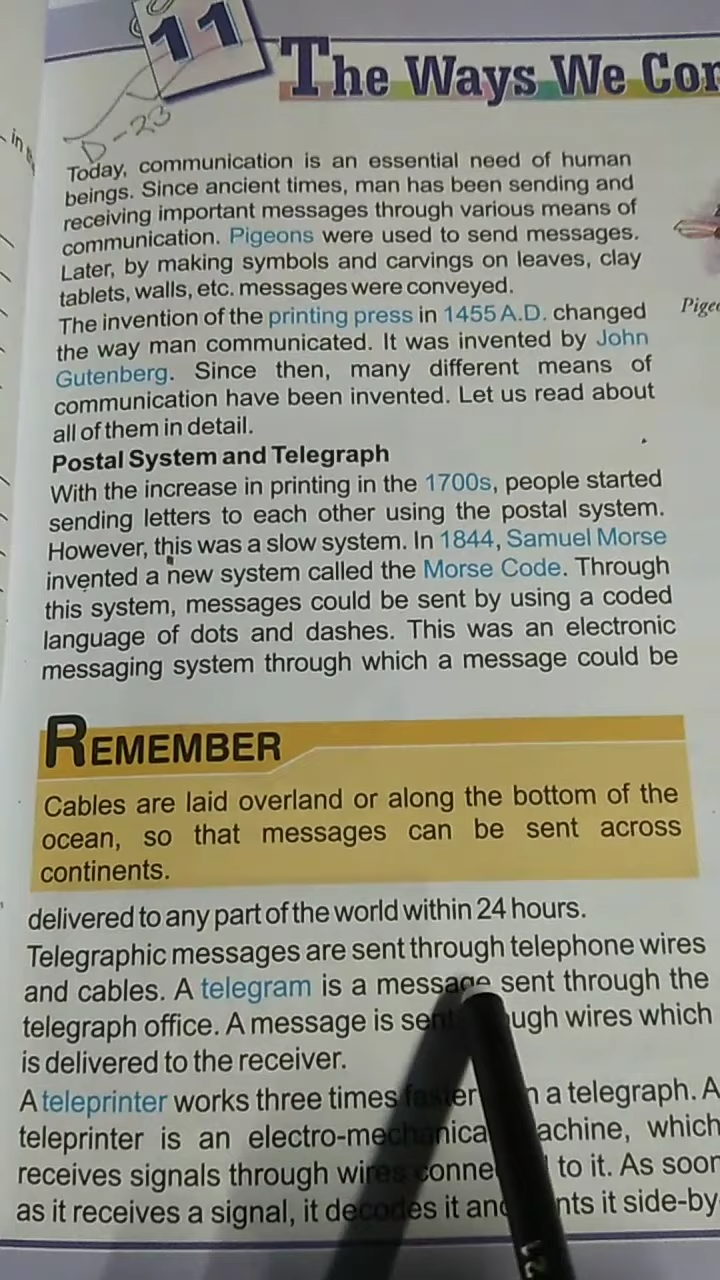 11
The Ways We Co
D-23
Today, communication is an essential need of human
beings. Since ancient times, man has been sending and
receiving important messages through various means of
communication. Pigeons were used to send messages.
Later, by making symbols and carvings on leaves, clay
tablets, walls, etc. messages were conveyed.
The invention of the printing press in 1455 A.D. changed
the way man communicated. It was invented by John
Gutenberg. Since then, many different means of
communication have been invented. Let us read about
all of them in detail.
Postal System and Telegraph
With the increase in printing in the 1700s, people started
sending letters to each other using the postal system.
However, this was a slow system. In 1844, Samuel Morse
invented a new system called the Morse Code. Through
this system, messages could be sent by using a coded
language of dots and dashes. This was an electronic
messaging system through which a message could be
REMEMBER
Cables are laid overland or along the bottom of the
ocean, so that messages can be sent across
continents.
delivered to any part of the world within 24 hours.
Telegraphic messages are sent through telephone wires
and cables. A telegram is a message sent through the
telegraph office. A message is sent ugh wires which
is delivered to the receiver.
A teleprinter works three times faster a telegraph. A
teleprinter is an electro-mechanical achine, which
receives signals through wires conne to it. As soon
as it receives a signal, it decodes it and nts it side-by